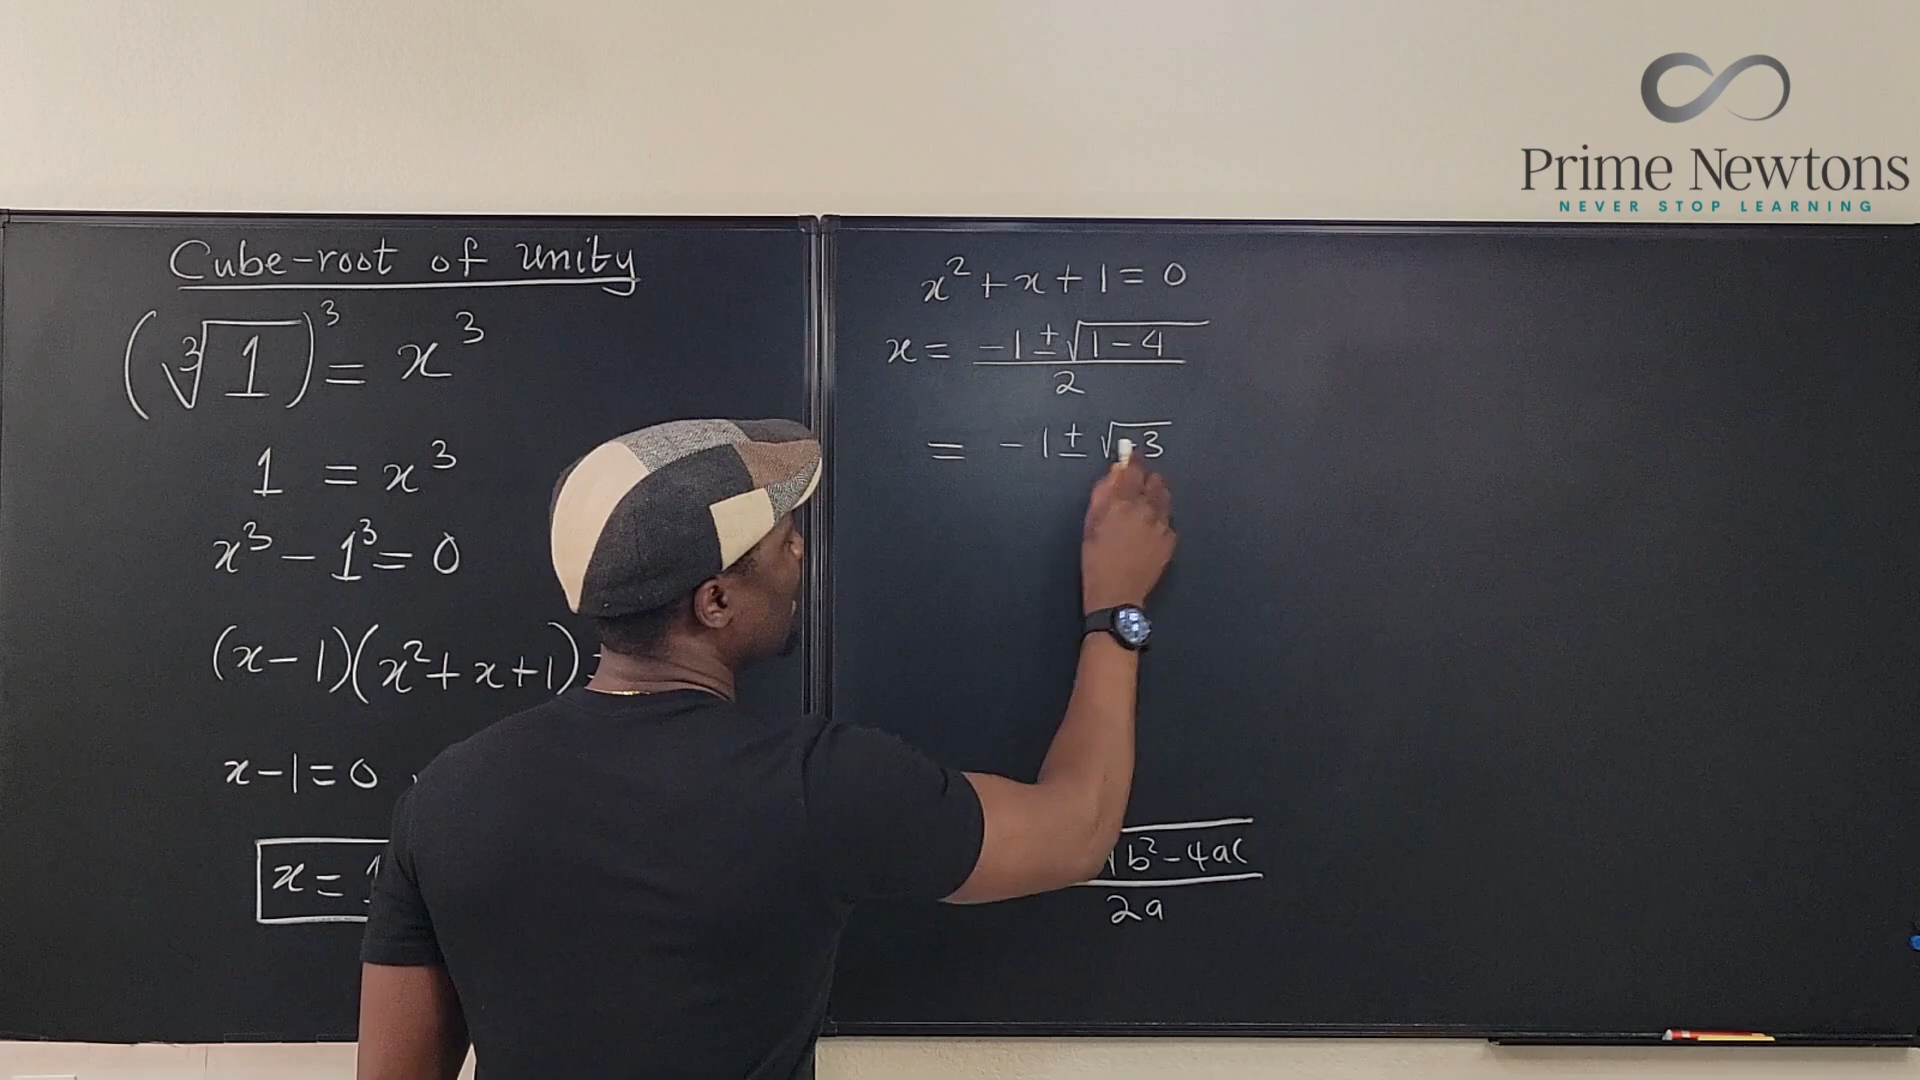 Prime Newtons
NEVER STOP LEARNING
Cube-root of unity
(∛1)³ = x³
1 = x³
x³ - 1³ = 0
(x-1)(x²+x+1)
x-1=0
x=
x²+x+1=0
x = (-1 ± √(1-4))/2
= -1 ± √-3
√(b²-4ac)
2a